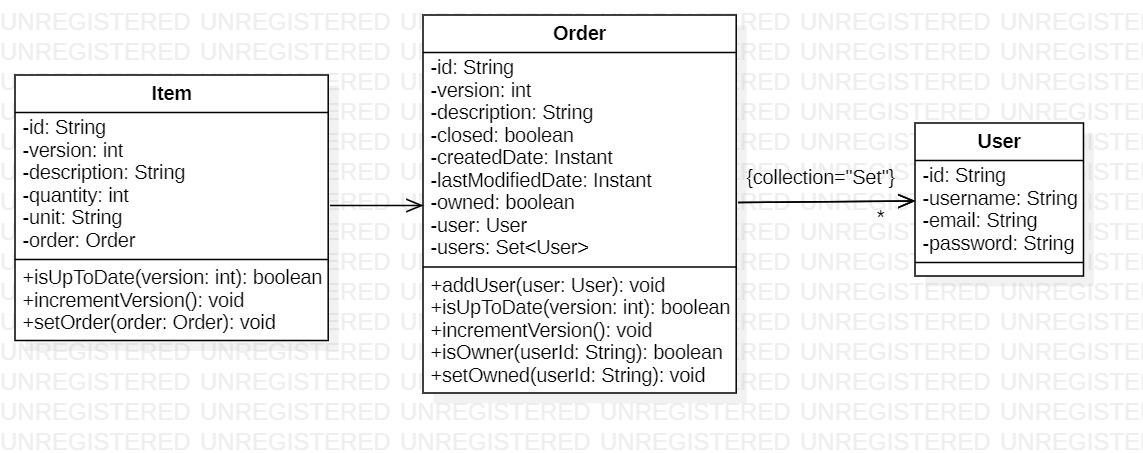 Item
-id: String
-version: int
-description: String
-quantity: int
-unit: String
-order: Order
+isUpToDate(version: int): boolean
+incrementVersion(): void
+setOrder(order: Order): void
Order
-id: String
-version: int
-description: String
-closed: boolean
-createdDate: Instant
-lastModifiedDate: Instant
-owned: boolean
-user: User
-users: Set<User>
+addUser(user: User): void
+isUpToDate(version: int): boolean
+incrementVersion(): void
+isOwner(userId: String): boolean
+setOwned(userId: String): void
{collection="Set"}
*
User
-id: String
-username: String
-email: String
-password: String
UNREGISTERED UNREGISTERED UNREGISTERED UNREGISTERED UNREGISTERED